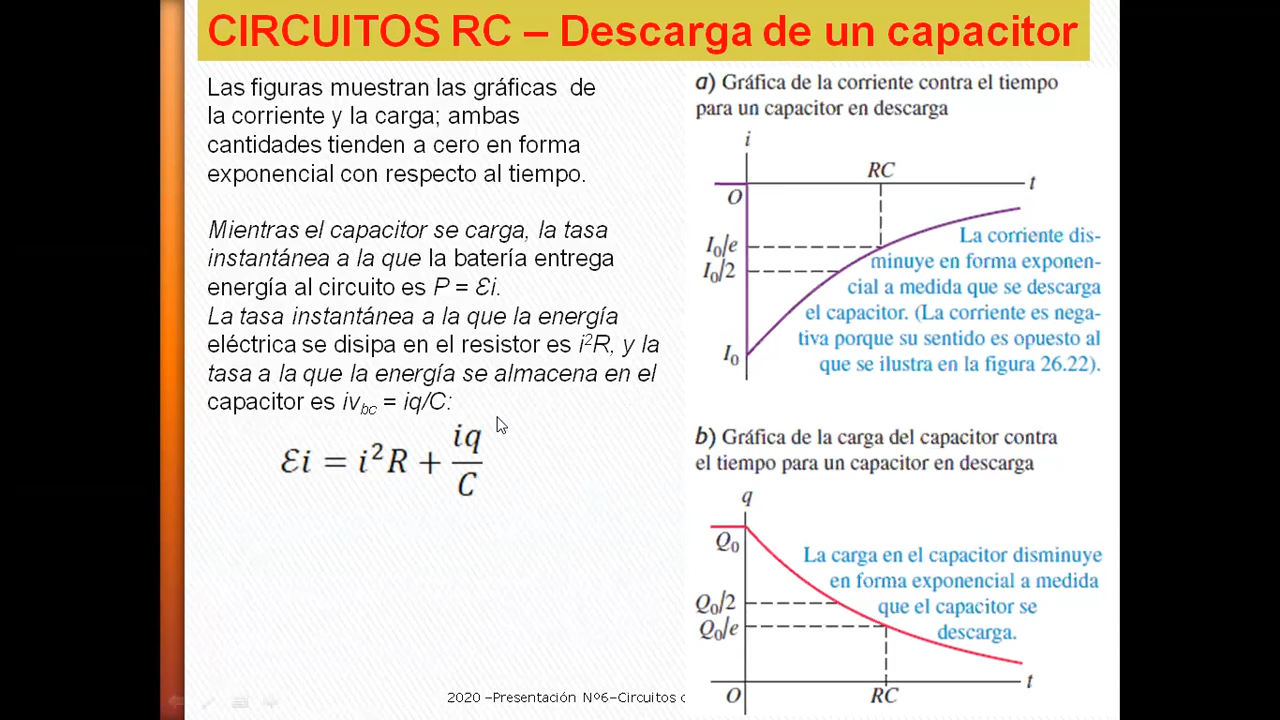 CIRCUITOS RC – Descarga de un capacitor
Las figuras muestran las gráficas de
la corriente y la carga; ambas
cantidades tienden a cero en forma
exponencial con respecto al tiempo.
Mientras el capacitor se carga, la tasa
instantánea a la que la batería entrega
energía al circuito es P = Ɛi.
La tasa instantánea a la que la energía
eléctrica se disipa en el resistor es i²R, y la
tasa a la que la energía se almacena en el
capacitor es iv_bc = iq/C:
Ɛi = i²R + iq/C
a) Gráfica de la corriente contra el tiempo
para un capacitor en descarga
i
RC
t
O
I₀/e
I₀/2
I₀
La corriente dis-
minuye en forma exponen-
cial a medida que se descarga
el capacitor. (La corriente es nega-
tiva porque su sentido es opuesto al
que se ilustra en la figura 26.22).
b) Gráfica de la carga del capacitor contra
el tiempo para un capacitor en descarga
q
Q₀
Q₀/2
Q₀/e
La carga en el capacitor disminuye
en forma exponencial a medida
que el capacitor se
descarga.
t
O
RC
2020 –Presentación Nº6–Circuitos